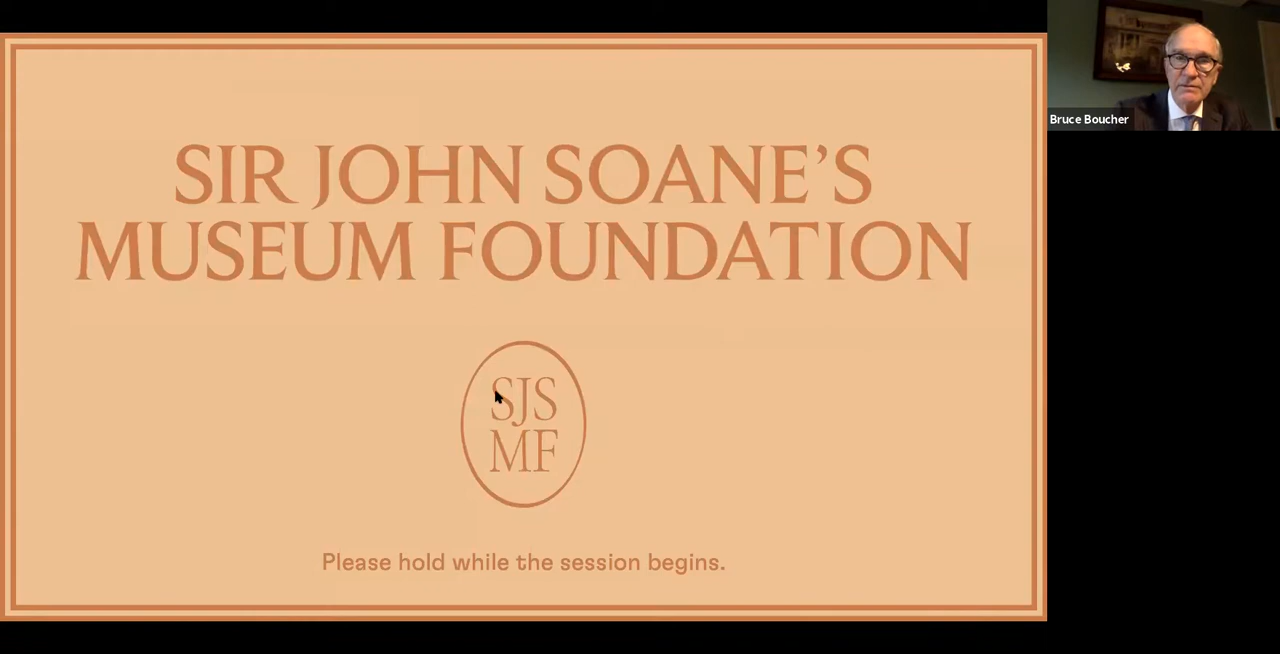 SIR JOHN SOANE’S
MUSEUM FOUNDATION
SJS
MF
Please hold while the session begins.
Bruce Boucher